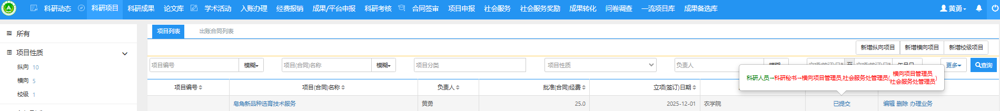 科研动态 科研项目 科研成果 论文库 学术活动 入账办理 经费报销 成果/平台申报 科研考核 合同签审 项目申报 社会服务 社会服务奖励 成果转化 问卷调查 一流项目库 成果备选库 黄勇
所有
项目性质
纵向 10
横向 5
校级 1
项目列表 出账合同列表
新增纵向项目 新增横向项目 新增校级项目
项目编号 模糊 项目(合同)名称 模糊 项目分类 项目性质 负责人 至 更多 查询
科研人员→科研秘书→横向项目管理员,社会服务处管理员(
横向项目管理员
社会服务处管理员)
项目编号 项目(合同)名称 负责人 批准(合同)经费 立项(签订)日期
皂角新品种选育技术服务 黄勇 25.0 2025-12-01 农学院 已提交 编辑 删除 办理业务